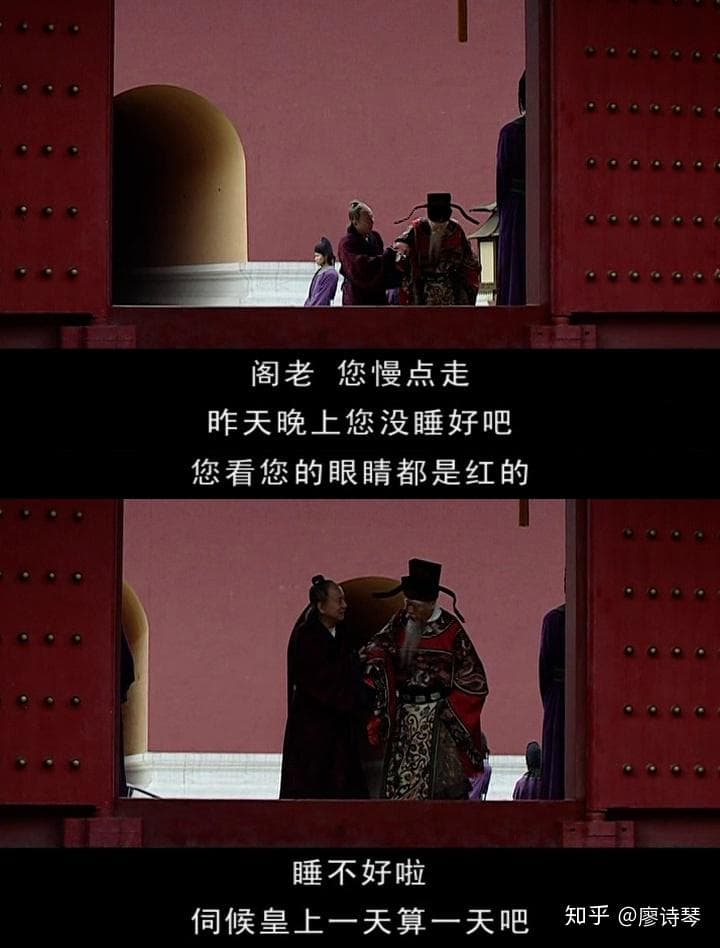 阁老 您慢点走
昨天晚上您没睡好吧
您看您的眼睛都是红的
睡不好啦
伺候皇上一天算一天吧
知乎 @廖诗琴